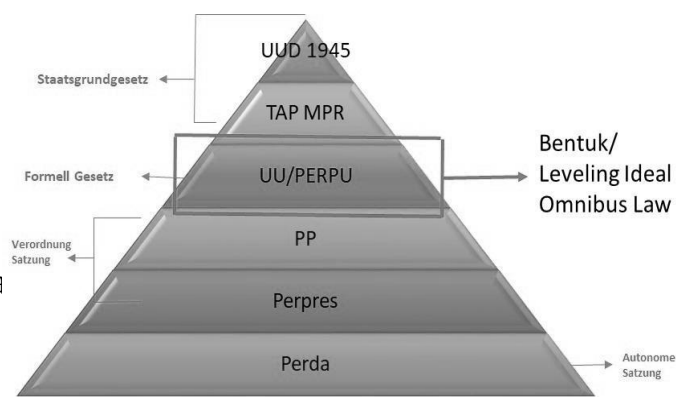 UUD 1945
Staatsgrundgesetz
TAP MPR
Bentuk/
Leveling Ideal
Omnibus Law
Formell Gesetz
UU/PERPU
PP
Verordnung
Satzung
Perpres
Perda
Autonome
Satzung